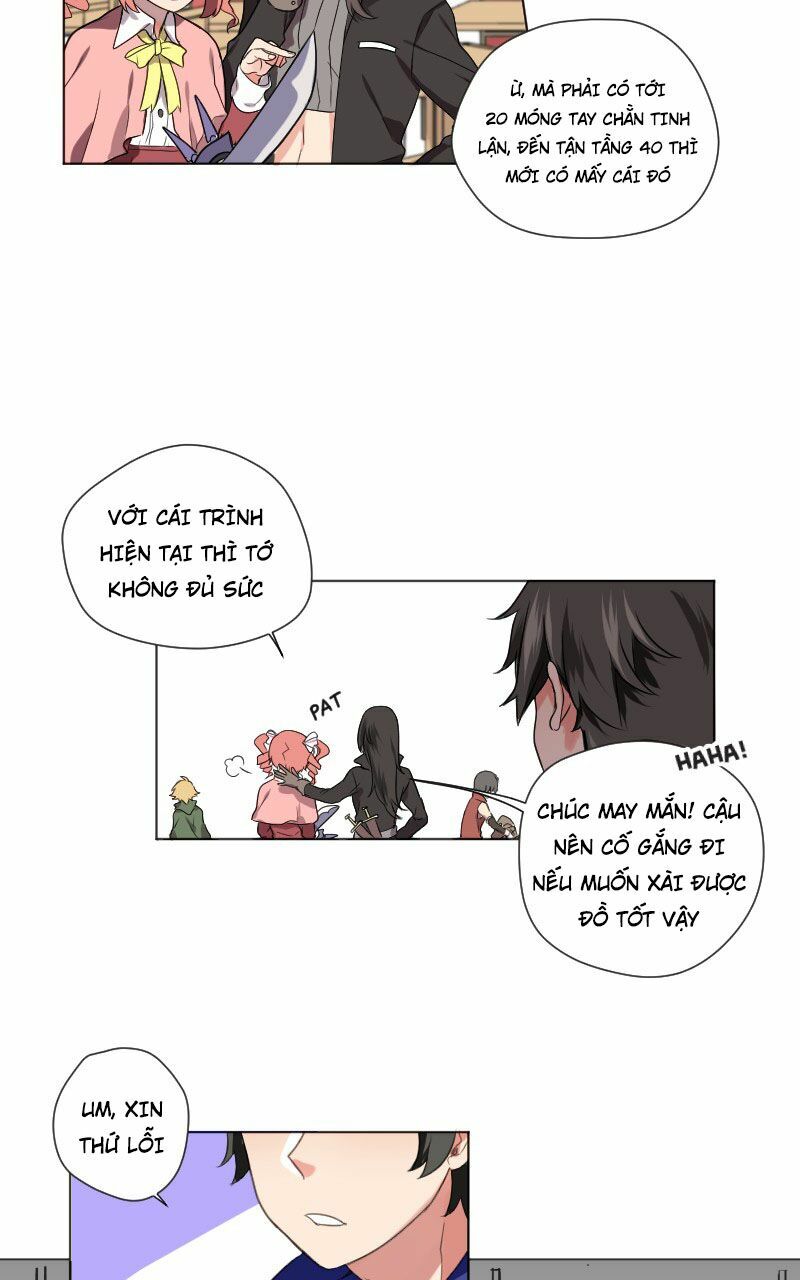 Ừ, MÀ PHẢI CÓ TỚI
20 MÓNG TAY CHẰN TINH
LẬN, ĐẾN TẬN TẦNG 40 THÌ
MỚI CÓ MẤY CÁI ĐÓ
VỚI CÁI TRÌNH
HIỆN TẠI THÌ TỚ
KHÔNG ĐỦ SỨC
PAT
HAHA!
CHÚC MAY MẮN! CẬU
NÊN CỐ GẮNG ĐI
NẾU MUỐN XÀI ĐƯỢC
ĐỒ TỐT VẬY
UM, XIN
THỨ LỖI